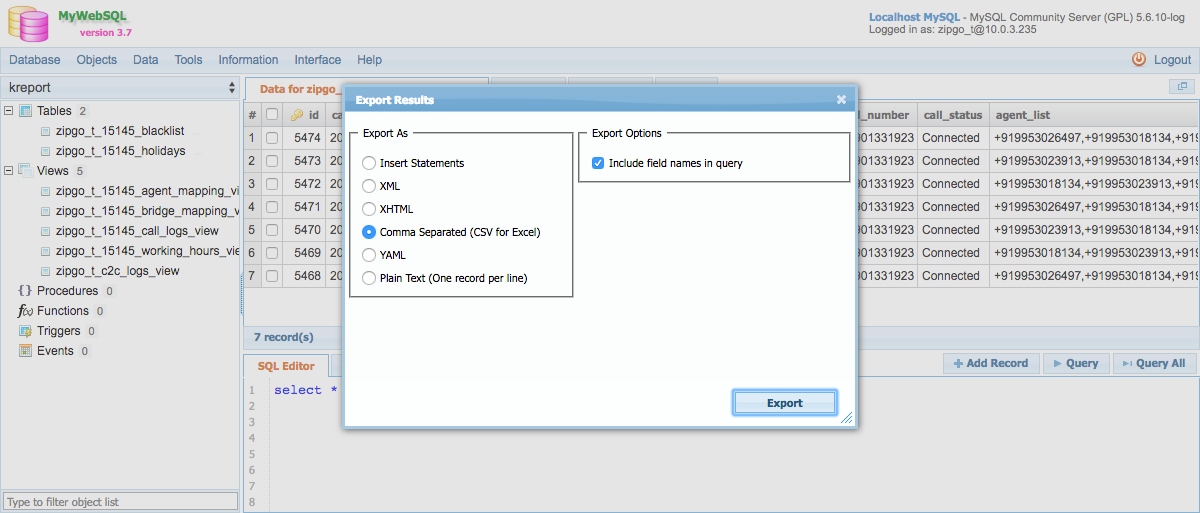 MyWebSQL
version 3.7
Localhost MySQL - MySQL Community Server (GPL) 5.6.10-log
Logged in as: zipgo_t@10.0.3.235
Database Objects Data Tools Information Interface Help
Logout
kreport
Tables 2
zipgo_t_15145_blacklist
zipgo_t_15145_holidays
Views 5
zipgo_t_15145_agent_mapping_vi
zipgo_t_15145_bridge_mapping_v
zipgo_t_15145_call_logs_view
zipgo_t_15145_working_hours_vie
zipgo_t_c2c_logs_view
Procedures 0
Functions 0
Triggers 0
Events 0
Type to filter object list
Data for zipgo_
# id ca l_number call_status agent_list
1 5474 20 901331923 Connected +919953026497,+919953018134,+919
2 5473 20 901331923 Connected +919953023913,+919953018134,+919
3 5472 20 901331923 Connected +919953018134,+919953023913,+919
4 5471 20 901331923 Connected +919953026497,+919953018134,+919
5 5470 20 901331923 Connected +919953023913,+919953018134,+919
6 5469 20 901331923 Connected +919953018134,+919953023913,+919
7 5468 20 901331923 Connected +919953026497,+919953018134,+919
Export Results
Export As
Insert Statements
XML
XHTML
Comma Separated (CSV for Excel)
YAML
Plain Text (One record per line)
Export Options
Include field names in query
Export
7 record(s)
Add Record Query Query All
SQL Editor
1 select *
2
3
4
5
6
7
8